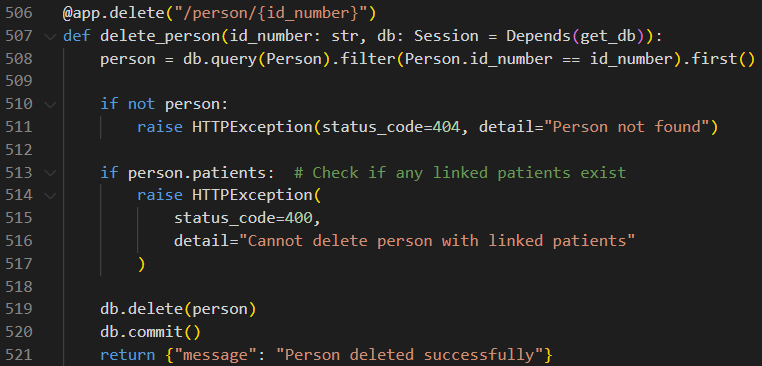 506 @app.delete("/person/{id_number}")
507 def delete_person(id_number: str, db: Session = Depends(get_db)):
508     person = db.query(Person).filter(Person.id_number == id_number).first()
509
510     if not person:
511         raise HTTPException(status_code=404, detail="Person not found")
512
513     if person.patients:  # Check if any linked patients exist
514         raise HTTPException(
515             status_code=400,
516             detail="Cannot delete person with linked patients"
517         )
518
519     db.delete(person)
520     db.commit()
521     return {"message": "Person deleted successfully"}